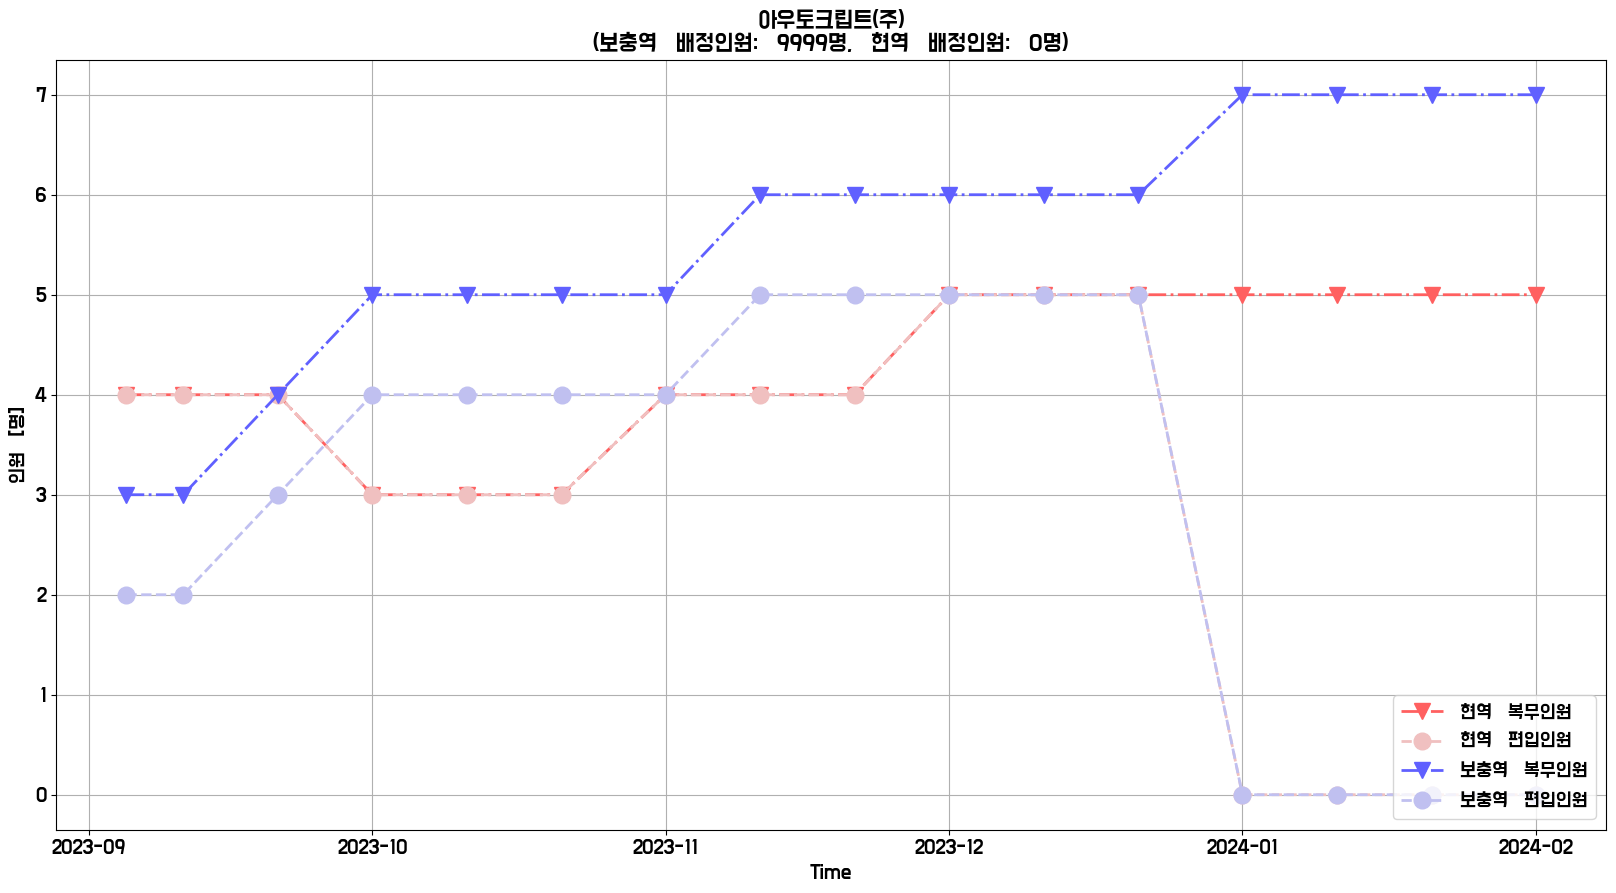 아우토크립트(주)
(보충역 배정인원: 9999명, 현역 배정인원: 0명)
7
6
5
4
3
2
1
0
인원 [명]
2023-09 2023-10 2023-11 2023-12 2024-01 2024-02
Time
현역 복무인원
현역 편입인원
보충역 복무인원
보충역 편입인원